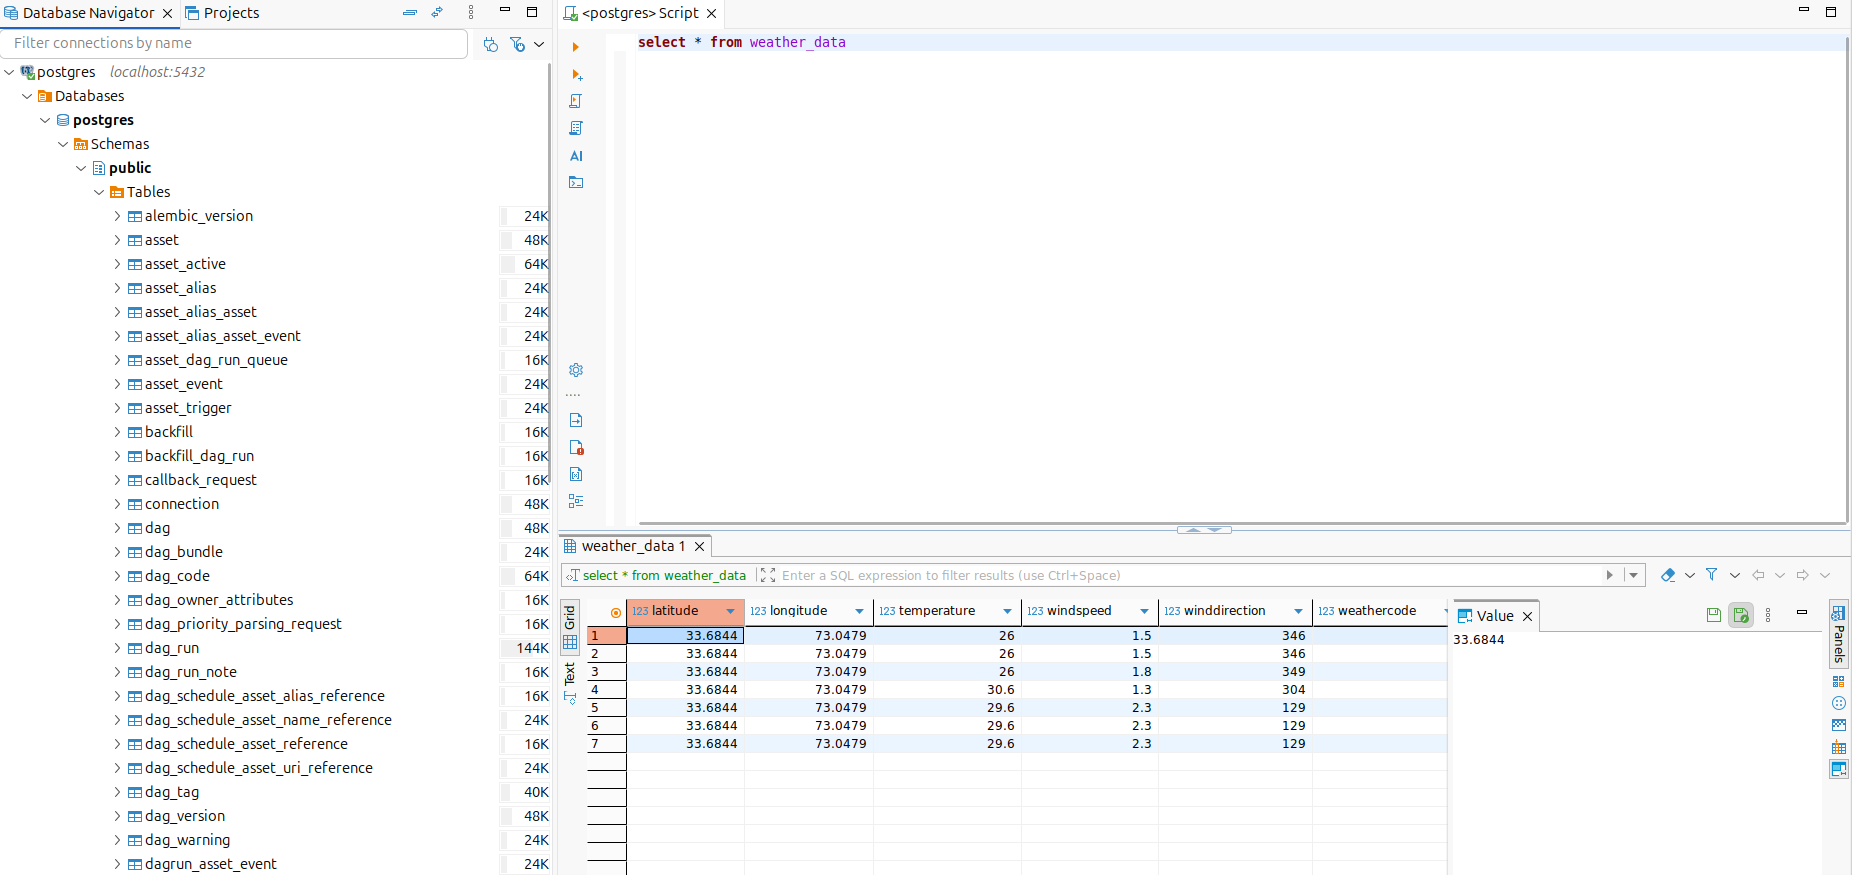 Database Navigator
Projects
Filter connections by name
postgres localhost:5432
Databases
postgres
Schemas
public
Tables
alembic_version 24K
asset 48K
asset_active 64K
asset_alias 24K
asset_alias_asset 24K
asset_alias_asset_event 24K
asset_dag_run_queue 16K
asset_event 24K
asset_trigger 24K
backfill 16K
backfill_dag_run 16K
callback_request 16K
connection 48K
dag 48K
dag_bundle 24K
dag_code 64K
dag_owner_attributes 16K
dag_priority_parsing_request 16K
dag_run 144K
dag_run_note 16K
dag_schedule_asset_alias_reference 16K
dag_schedule_asset_name_reference 24K
dag_schedule_asset_reference 16K
dag_schedule_asset_uri_reference 24K
dag_tag 40K
dag_version 48K
dag_warning 24K
dagrun_asset_event 24K
<postgres> Script
select * from weather_data
AI
weather_data 1
select * from weather_data Enter a SQL expression to filter results (use Ctrl+Space)
Grid
Text
123 latitude 123 longitude 123 temperature 123 windspeed 123 winddirection 123 weathercode
1 33.6844 73.0479 26 1.5 346
2 33.6844 73.0479 26 1.5 346
3 33.6844 73.0479 26 1.8 349
4 33.6844 73.0479 30.6 1.3 304
5 33.6844 73.0479 29.6 2.3 129
6 33.6844 73.0479 29.6 2.3 129
7 33.6844 73.0479 29.6 2.3 129
Value
33.6844
Panels